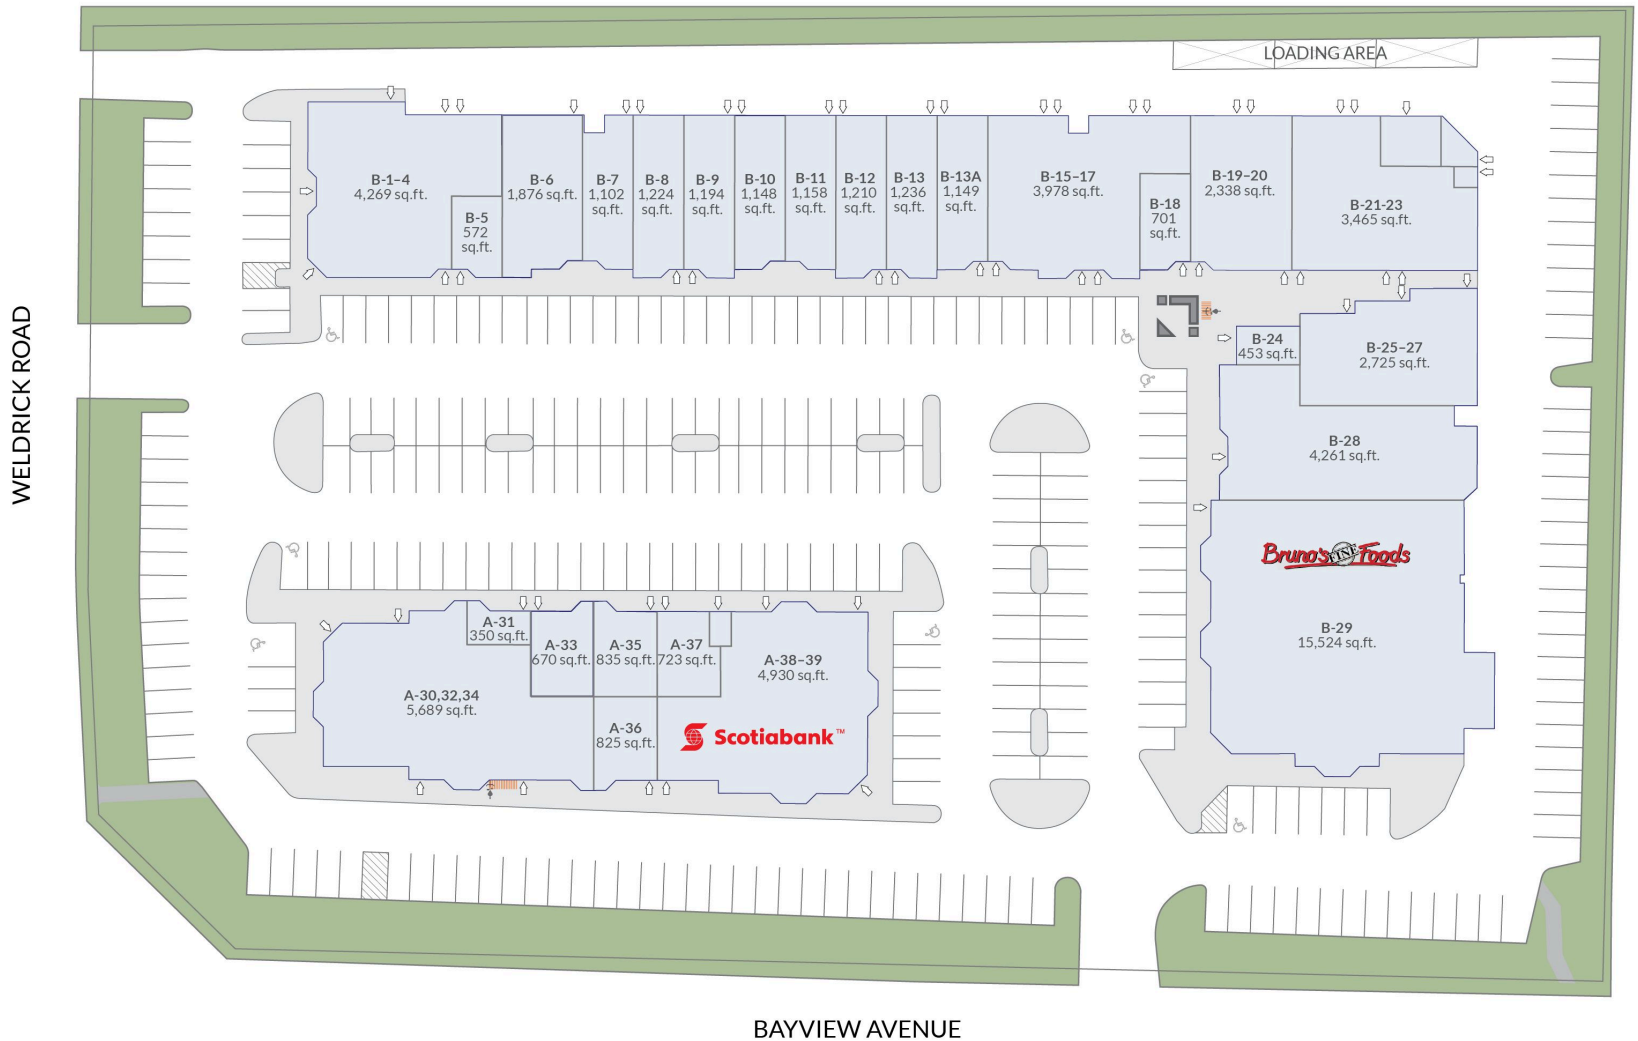 LOADING AREA
B-1–4
4,269 sq.ft.
B-5
572
sq.ft.
B-6
1,876 sq.ft.
B-7
1,102
sq.ft.
B-8
1,224
sq.ft.
B-9
1,194
sq.ft.
B-10
1,148
sq.ft.
B-11
1,158
sq.ft.
B-12
1,210
sq.ft.
B-13
1,236
sq.ft.
B-13A
1,149
sq.ft.
B-15–17
3,978 sq.ft.
B-18
701
sq.ft.
B-19–20
2,338 sq.ft.
B-21-23
3,465 sq.ft.
B-24
453 sq.ft.
B-25–27
2,725 sq.ft.
B-28
4,261 sq.ft.
Bruno's FINE Foods
B-29
15,524 sq.ft.
WELDRICK ROAD
A-31
350 sq.ft.
A-33
670 sq.ft.
A-35
835 sq.ft.
A-37
723 sq.ft.
A-38–39
4,930 sq.ft.
A-30,32,34
5,689 sq.ft.
A-36
825 sq.ft.
Scotiabank™
BAYVIEW AVENUE